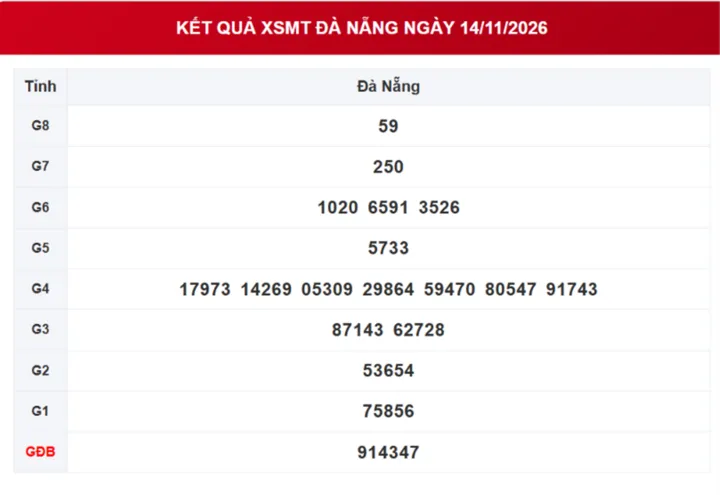 KẾT QUẢ XSMT ĐÀ NẴNG NGÀY 14/11/2026
Tỉnh Đà Nẵng
G8 59
G7 250
G6 1020 6591 3526
G5 5733
G4 17973 14269 05309 29864 59470 80547 91743
G3 87143 62728
G2 53654
G1 75856
GĐB 914347